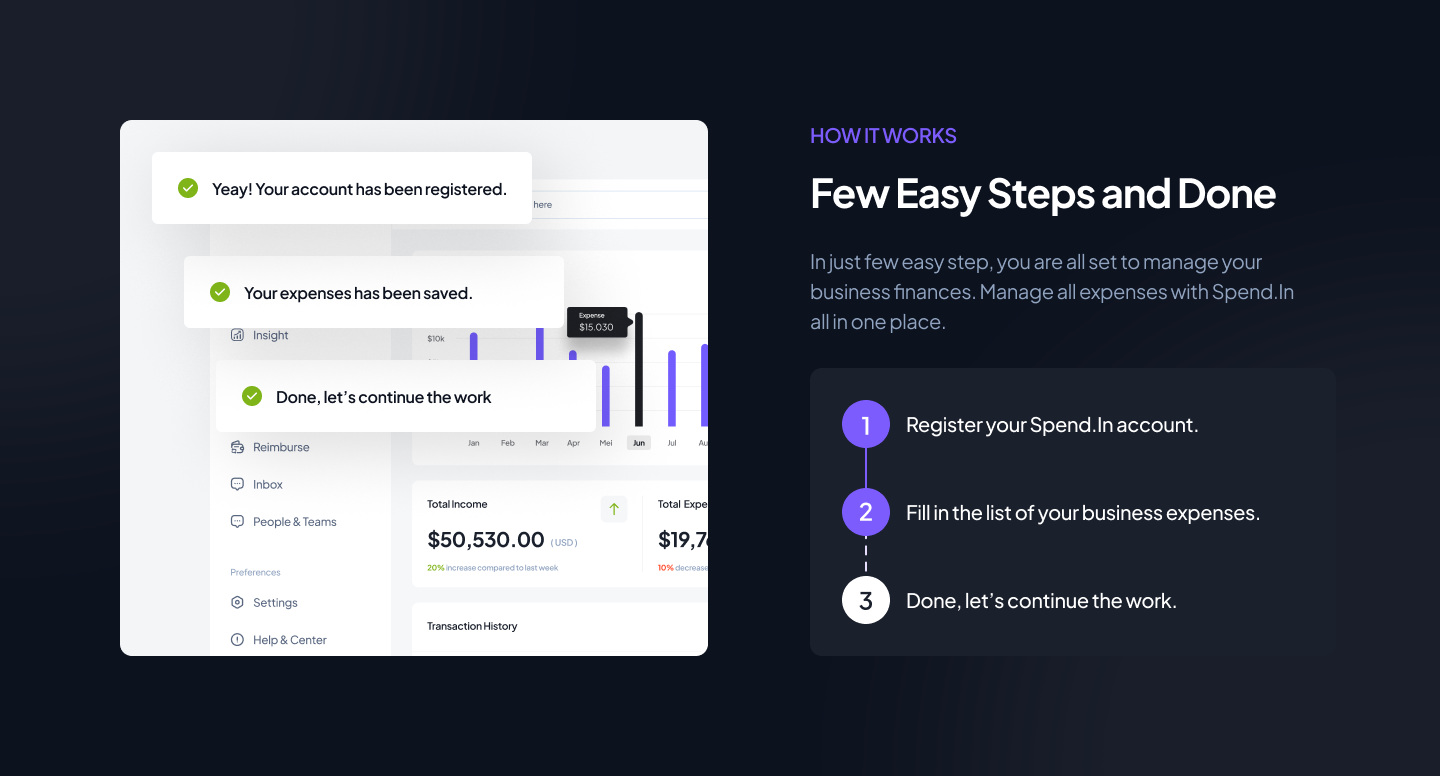 Yeay! Your account has been registered.
here
Your expenses has been saved.
Insight
Expense
$15.030
$10k
Done, let’s continue the work
Jan Feb Mar Apr Mei Jun Jul Au
Reimburse
Inbox
People & Teams
Preferences
Settings
Help & Center
Total Income
$50,530.00 (USD)
20% increase compared to last week
Total Expe
$19,7
10% decrease
Transaction History
HOW IT WORKS
Few Easy Steps and Done
In just few easy step, you are all set to manage your
business finances. Manage all expenses with Spend.In
all in one place.
1 Register your Spend.In account.
2 Fill in the list of your business expenses.
3 Done, let’s continue the work.